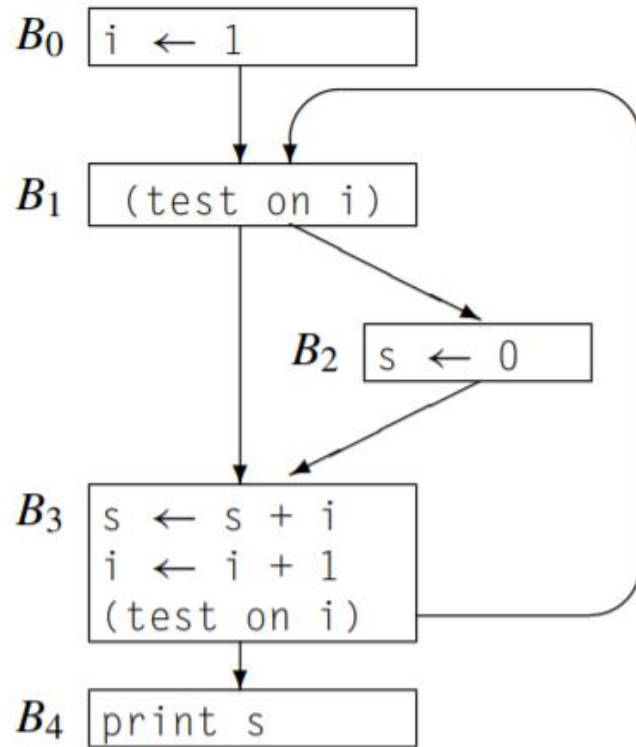 B₀ i ← 1
B₁ (test on i)
B₂ s ← 0
B₃ s ← s + i
i ← i + 1
(test on i)
B₄ print s